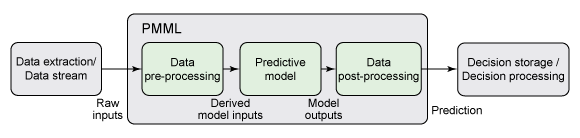 PMML
Data extraction/
Data stream
Data
pre-processing
Predictive
model
Data
post-processing
Decision storage /
Decision processing
Raw
inputs
Derived
model inputs
Model
outputs
Prediction